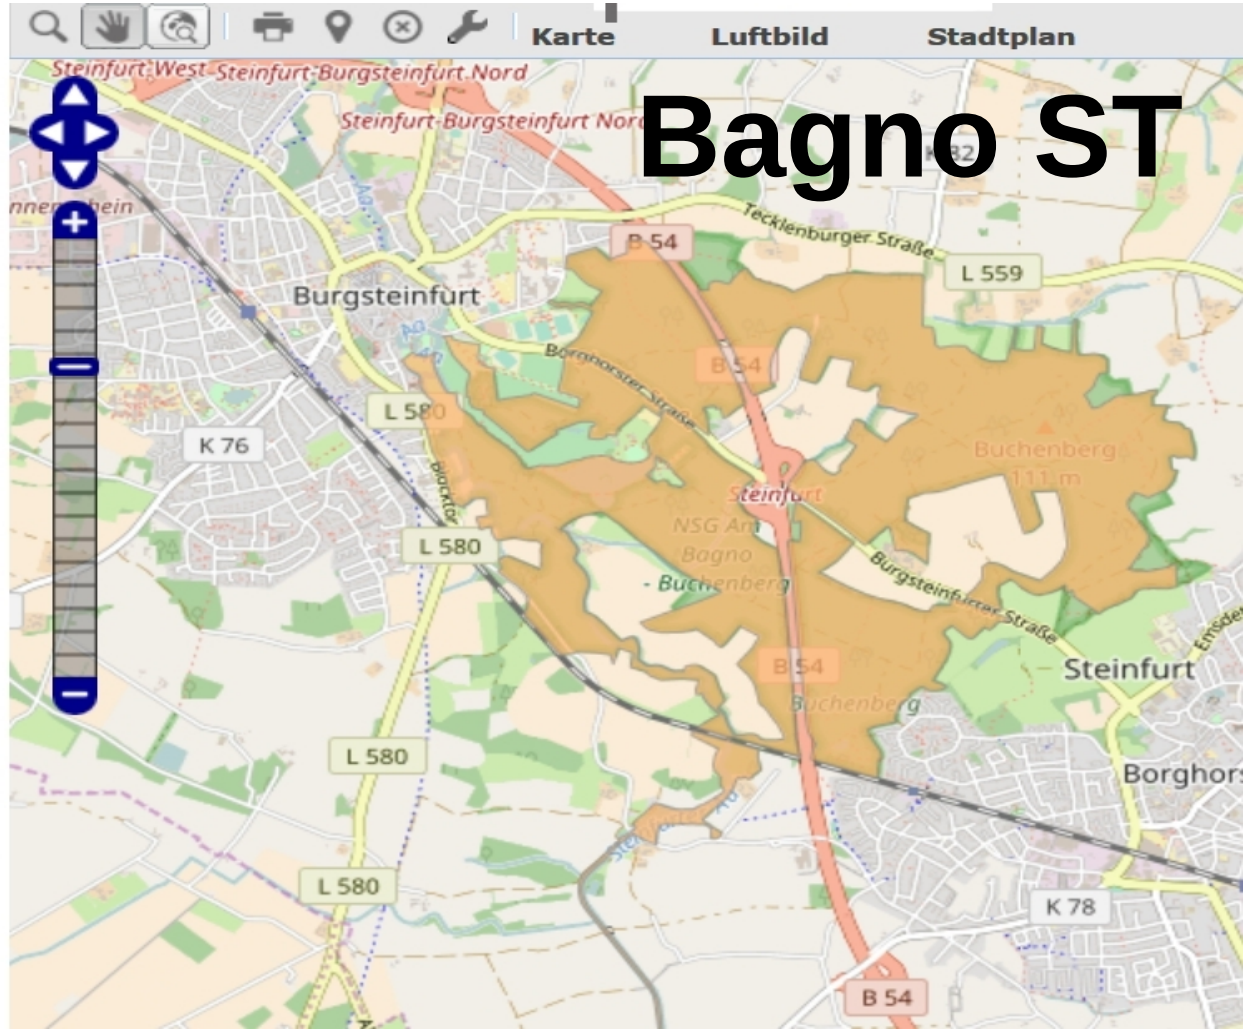 Karte Luftbild Stadtplan
Steinfurt-West
Steinfurt-Burgsteinfurt Nord
Steinfurt-Burgsteinfurt Nord
Bagno ST
Tecklenburger Straße
B 54
L 559
Burgsteinfurt
Aa
Borghorster Straße
B 54
L 580
K 76
Buchenberg
111 m
Steinfurt
NSG Am
Bagno
- Buchenberg
L 580
Burgsteinfurter Straße
B 54
Steinfurt
Buchenberg
L 580
Borghors
L 580
K 78
B 54